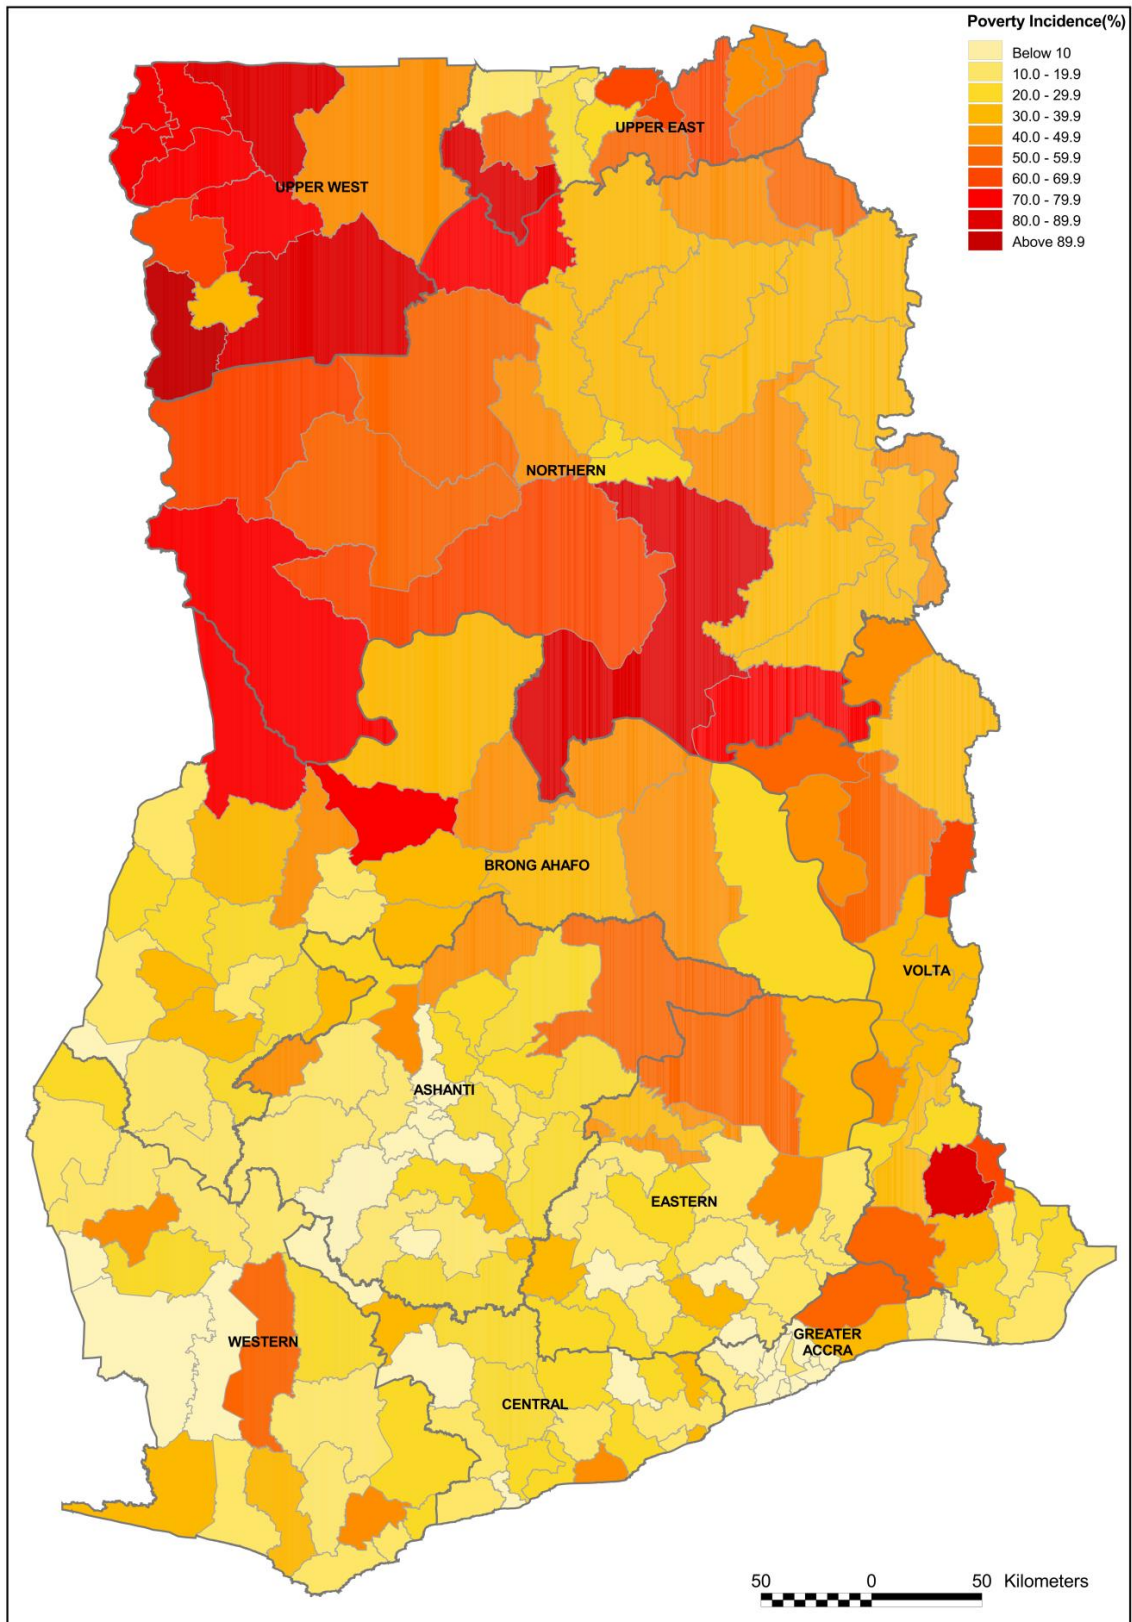 Poverty Incidence(%)
Below 10
10.0 - 19.9
20.0 - 29.9
30.0 - 39.9
40.0 - 49.9
50.0 - 59.9
60.0 - 69.9
70.0 - 79.9
80.0 - 89.9
Above 89.9
UPPER EAST
UPPER WEST
NORTHERN
BRONG AHAFO
VOLTA
ASHANTI
EASTERN
WESTERN
GREATER
ACCRA
CENTRAL
50 0 50 Kilometers